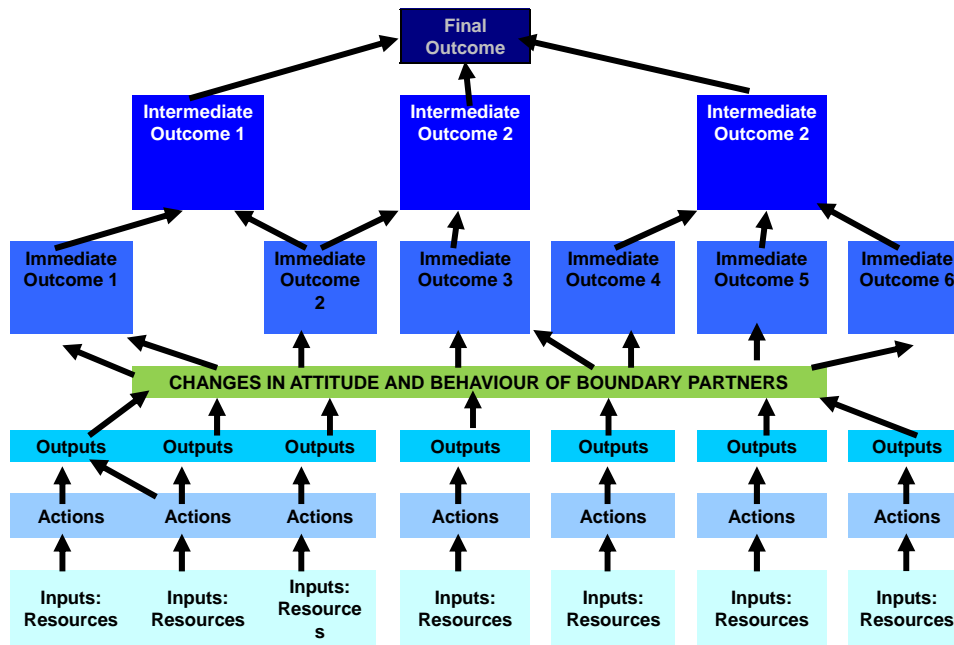 Final
Outcome
Intermediate
Outcome 1
Intermediate
Outcome 2
Intermediate
Outcome 2
Immediate
Outcome 1
Immediate
Outcome
2
Immediate
Outcome 3
Immediate
Outcome 4
Immediate
Outcome 5
Immediate
Outcome 6
CHANGES IN ATTITUDE AND BEHAVIOUR OF BOUNDARY PARTNERS
Outputs
Outputs
Outputs
Outputs
Outputs
Outputs
Outputs
Actions
Actions
Actions
Actions
Actions
Actions
Actions
Inputs:
Resources
Inputs:
Resources
Inputs:
Resource
s
Inputs:
Resources
Inputs:
Resources
Inputs:
Resources
Inputs:
Resources